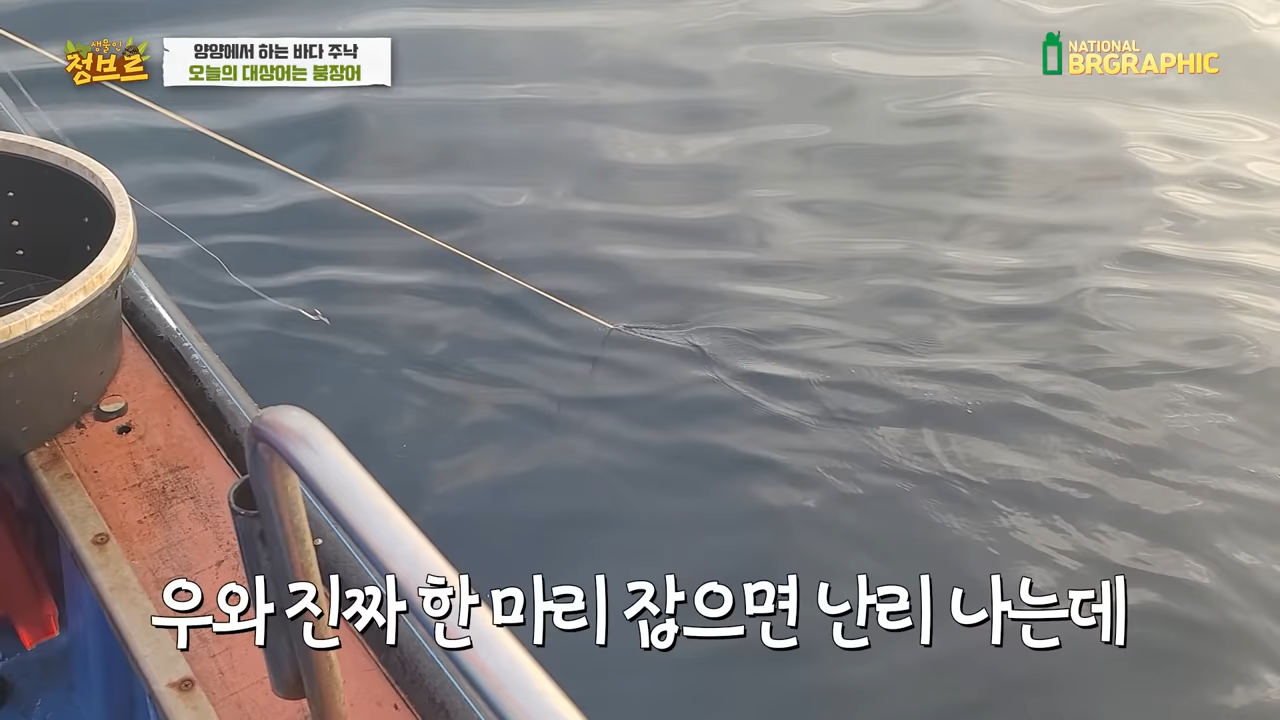 생물인
정브르
양양에서 하는 바다 주낙
오늘의 대상어는 붕장어
NATIONAL
BRGRAPHIC
우와 진짜 한 마리 잡으면 난리 나는데